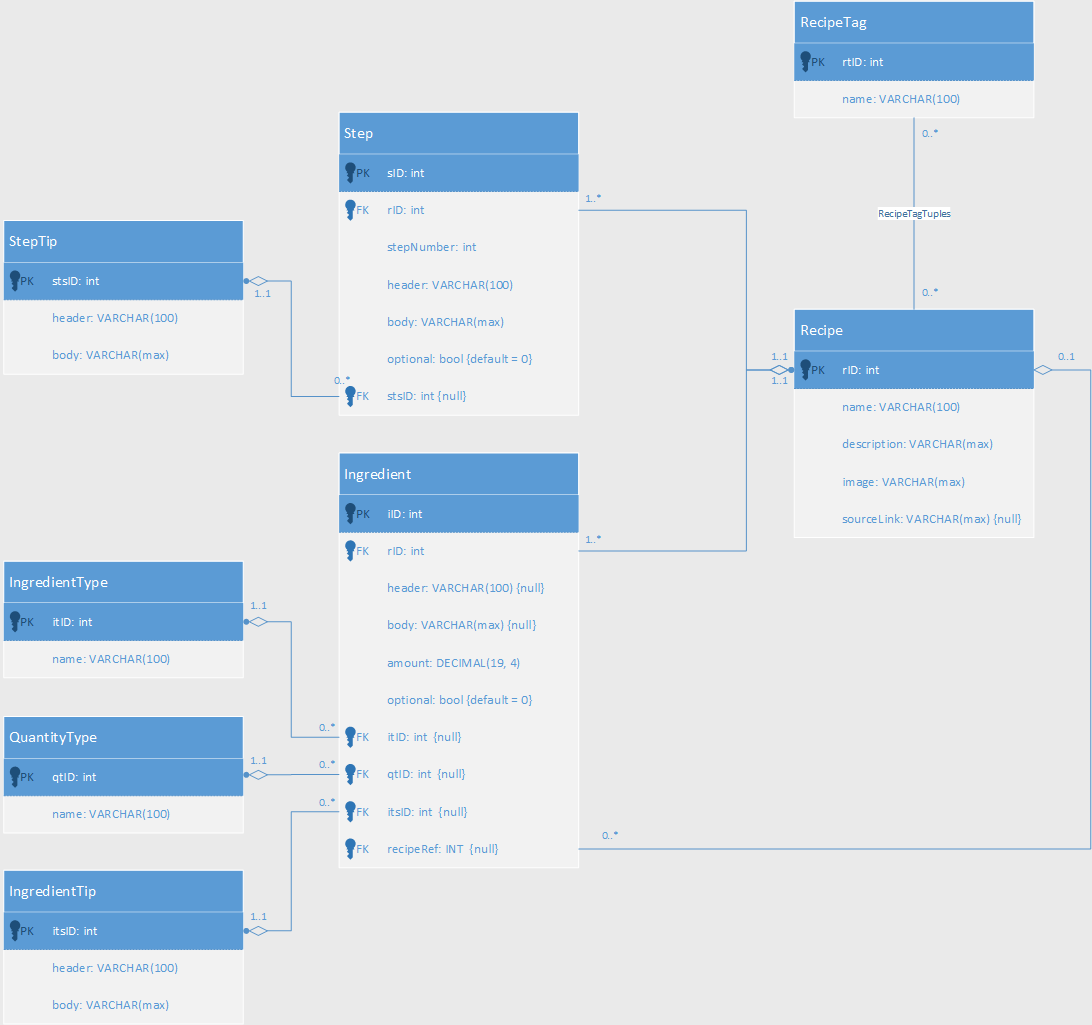 RecipeTag
PK rtID: int
name: VARCHAR(100)
0..*
RecipeTagTuples
0..*
Step
PK sID: int
FK rID: int
stepNumber: int
header: VARCHAR(100)
body: VARCHAR(max)
optional: bool {default = 0}
FK stsID: int {null}
1..*
StepTip
PK stsID: int
header: VARCHAR(100)
body: VARCHAR(max)
1..1
0..*
Recipe
PK rID: int
name: VARCHAR(100)
description: VARCHAR(max)
image: VARCHAR(max)
sourceLink: VARCHAR(max) {null}
1..1
1..1
0..1
Ingredient
PK iID: int
FK rID: int
header: VARCHAR(100) {null}
body: VARCHAR(max) {null}
amount: DECIMAL(19, 4)
optional: bool {default = 0}
FK itID: int {null}
FK qtID: int {null}
FK itsID: int {null}
FK recipeRef: INT {null}
1..*
0..*
IngredientType
PK itID: int
name: VARCHAR(100)
1..1
0..*
QuantityType
PK qtID: int
name: VARCHAR(100)
1..1
0..*
IngredientTip
PK itsID: int
header: VARCHAR(100)
body: VARCHAR(max)
1..1
0..*